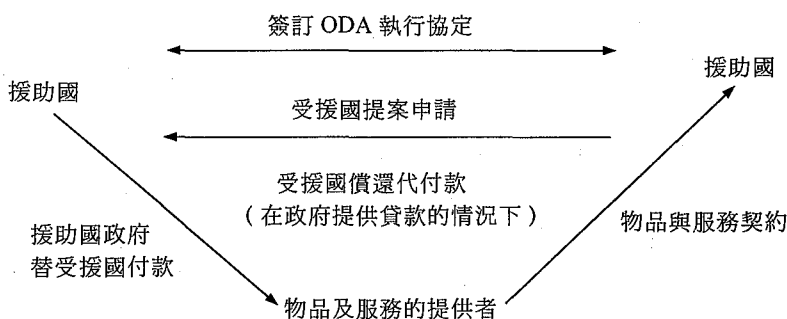 簽訂 ODA 執行協定
援助國
援助國
受援國提案申請
受援國償還代付款
（在政府提供貸款的情況下）
物品與服務契約
援助國政府
替受援國付款
物品及服務的提供者